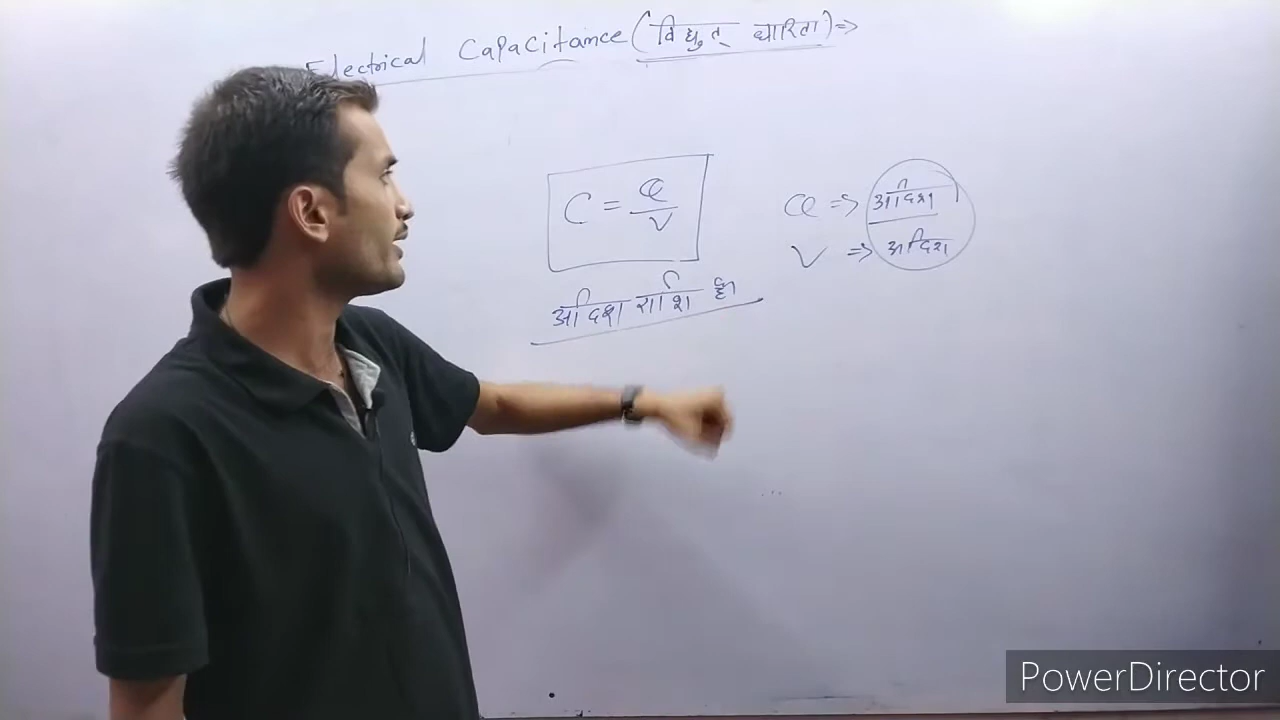 Electrical Capacitance (विद्युत् धारिता) =>
C = Q/V
Q => अदिश
V => अदिश
अदिश राशि है
PowerDirector